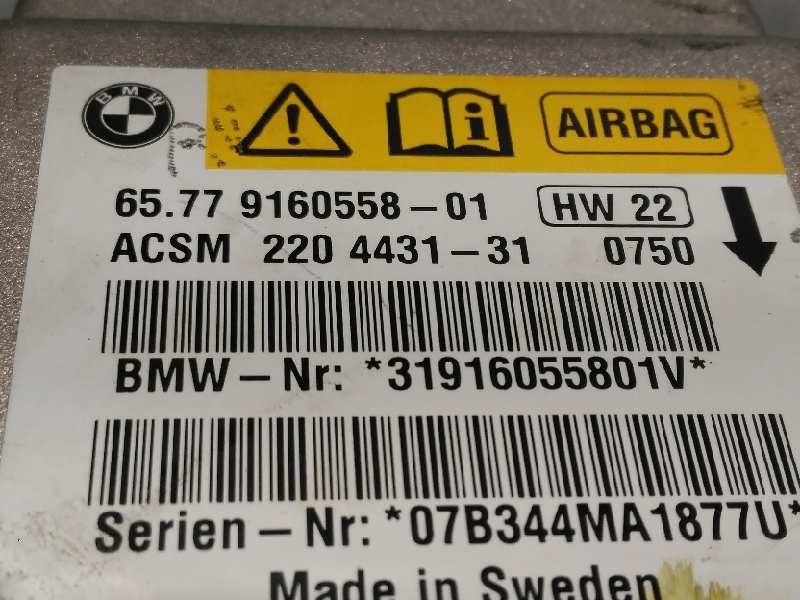 BMW
AIRBAG
65.77 9160558-01 HW 22
ACSM 220 4431-31 0750
BMW-Nr: *31916055801V*
Serien-Nr: *07B344MA1877U*
Made in Sweden